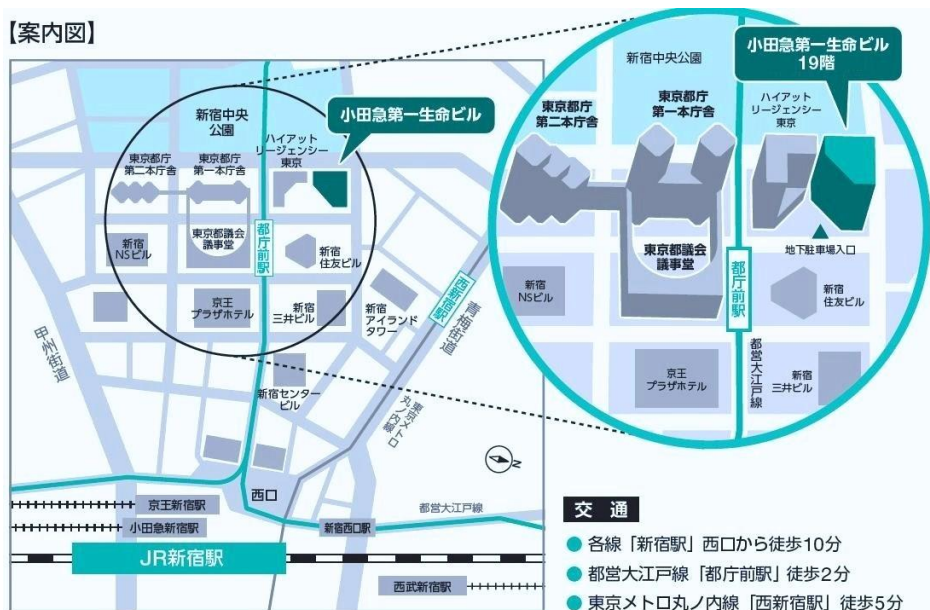 【案内図】
新宿中央
公園
小田急第一生命ビル
ハイアット
リージェンシー
東京
東京都庁
第二本庁舎
東京都庁
第一本庁舎
東京都議会
議事堂
都庁前駅
新宿
NSビル
新宿
住友ビル
京王
プラザホテル
新宿
三井ビル
新宿
アイランド
タワー
西新宿駅
青梅街道
甲州街道
新宿センター
ビル
東京メトロ
丸ノ内線
N
西口
都営大江戸線
京王新宿駅
小田急新宿駅
新宿西口駅
JR新宿駅
西武新宿駅
小田急第一生命ビル
19階
新宿中央公園
東京都庁
第二本庁舎
東京都庁
第一本庁舎
ハイアット
リージェンシー
東京
東京都議会
議事堂
地下駐車場入口
都庁前駅
新宿
NSビル
新宿
住友ビル
都営大江戸線
京王
プラザホテル
新宿
三井ビル
交 通
● 各線「新宿駅」西口から徒歩10分
● 都営大江戸線「都庁前駅」徒歩2分
● 東京メトロ丸ノ内線「西新宿駅」徒歩5分